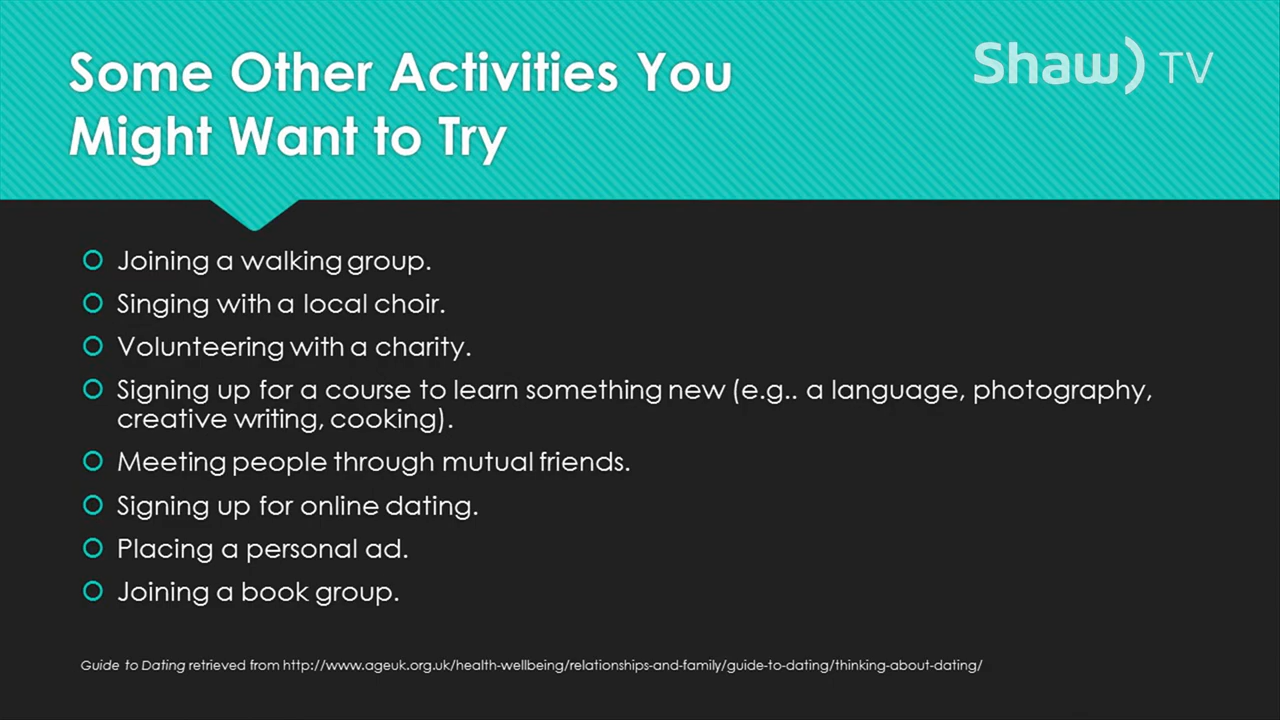 Some Other Activities You
Might Want to Try
Shaw) TV
Joining a walking group.
Singing with a local choir.
Volunteering with a charity.
Signing up for a course to learn something new (e.g.. a language, photography,
creative writing, cooking).
Meeting people through mutual friends.
Signing up for online dating.
Placing a personal ad.
Joining a book group.
Guide to Dating retrieved from http://www.ageuk.org.uk/health-wellbeing/relationships-and-family/guide-to-dating/thinking-about-dating/